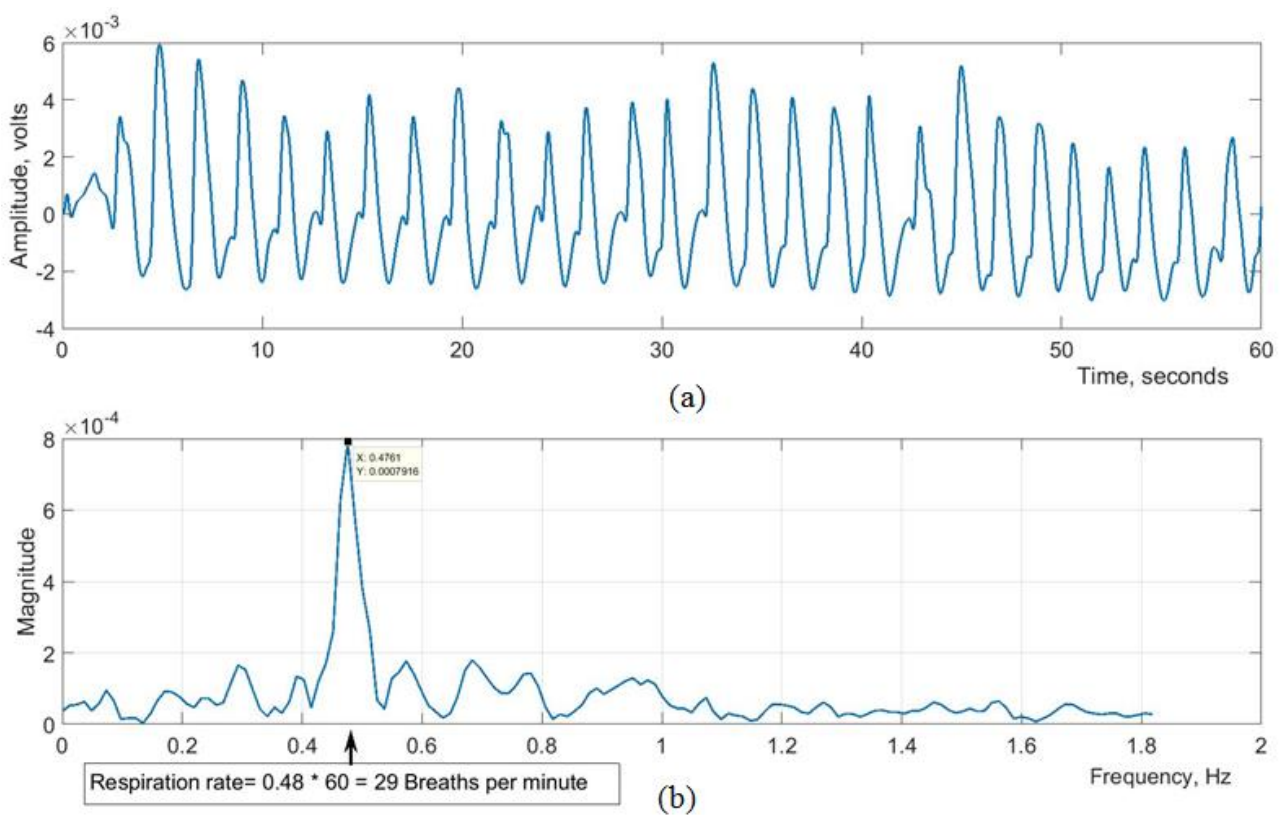 ×10⁻³
6
4
2
0
-2
-4
Amplitude, volts
0 10 20 30 40 50 60
Time, seconds
(a)
×10⁻⁴
8
6
4
2
0
Magnitude
X: 0.4761
Y: 0.0007916
0 0.2 0.4 0.6 0.8 1 1.2 1.4 1.6 1.8 2
Frequency, Hz
Respiration rate= 0.48 * 60 = 29 Breaths per minute
(b)